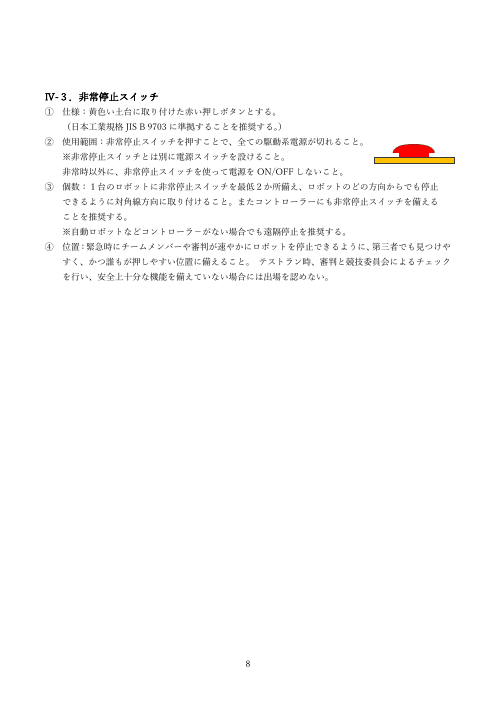 Ⅳ-３．非常停止スイッチ
① 仕様：黄色い土台に取り付けた赤い押しボタンとする。
（日本工業規格 JIS B 9703 に準拠することを推奨する。）
② 使用範囲：非常停止スイッチを押すことで、全ての駆動系電源が切れること。
※非常停止スイッチとは別に電源スイッチを設けること。
非常時以外に、非常停止スイッチを使って電源を ON/OFF しないこと。
③ 個数：１台のロボットに非常停止スイッチを最低２か所備え、ロボットのどの方向からでも停止
できるように対角線方向に取り付けること。またコントローラーにも非常停止スイッチを備える
ことを推奨する。
※自動ロボットなどコントローラーがない場合でも遠隔停止を推奨する。
④ 位置：緊急時にチームメンバーや審判が速やかにロボットを停止できるように、第三者でも見つけや
すく、かつ誰もが押しやすい位置に備えること。 テストラン時、審判と競技委員会によるチェック
を行い、安全上十分な機能を備えていない場合には出場を認めない。
8